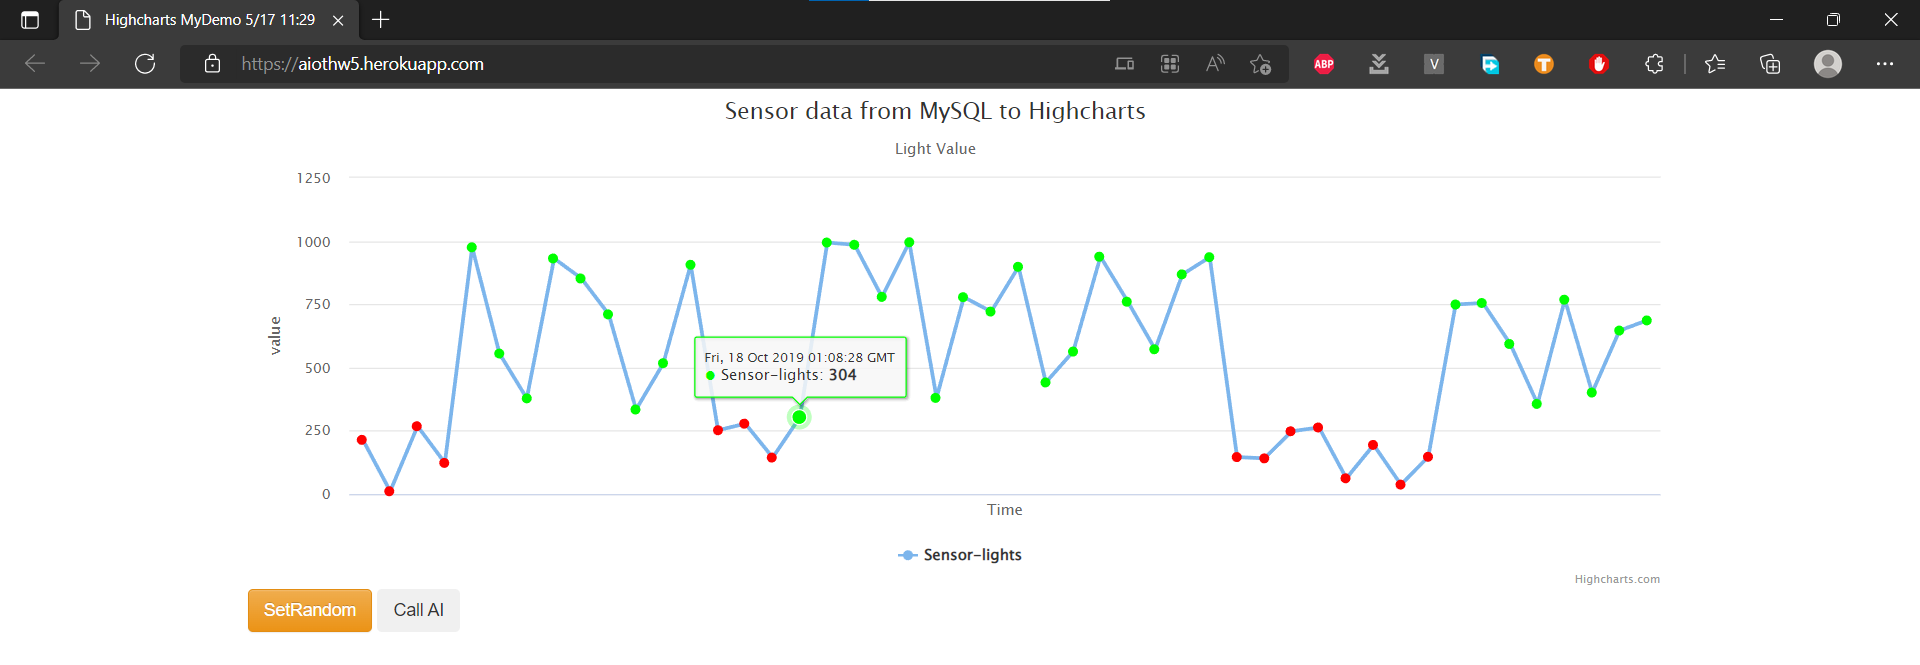 Highcharts MyDemo 5/17 11:29
https://aiothw5.herokuapp.com
ABP
V
T
Sensor data from MySQL to Highcharts
Light Value
1250
1000
750
500
250
0
value
Fri, 18 Oct 2019 01:08:28 GMT
Sensor-lights: 304
Time
Sensor-lights
Highcharts.com
SetRandom Call AI